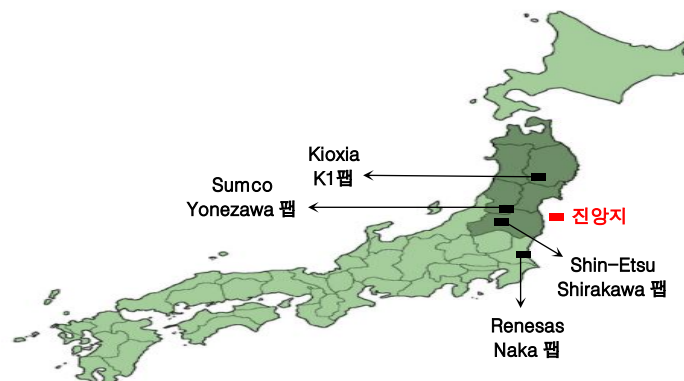 Kioxia
K1팹
Sumco
Yonezawa 팹
진앙지
Shin-Etsu
Shirakawa 팹
Renesas
Naka 팹